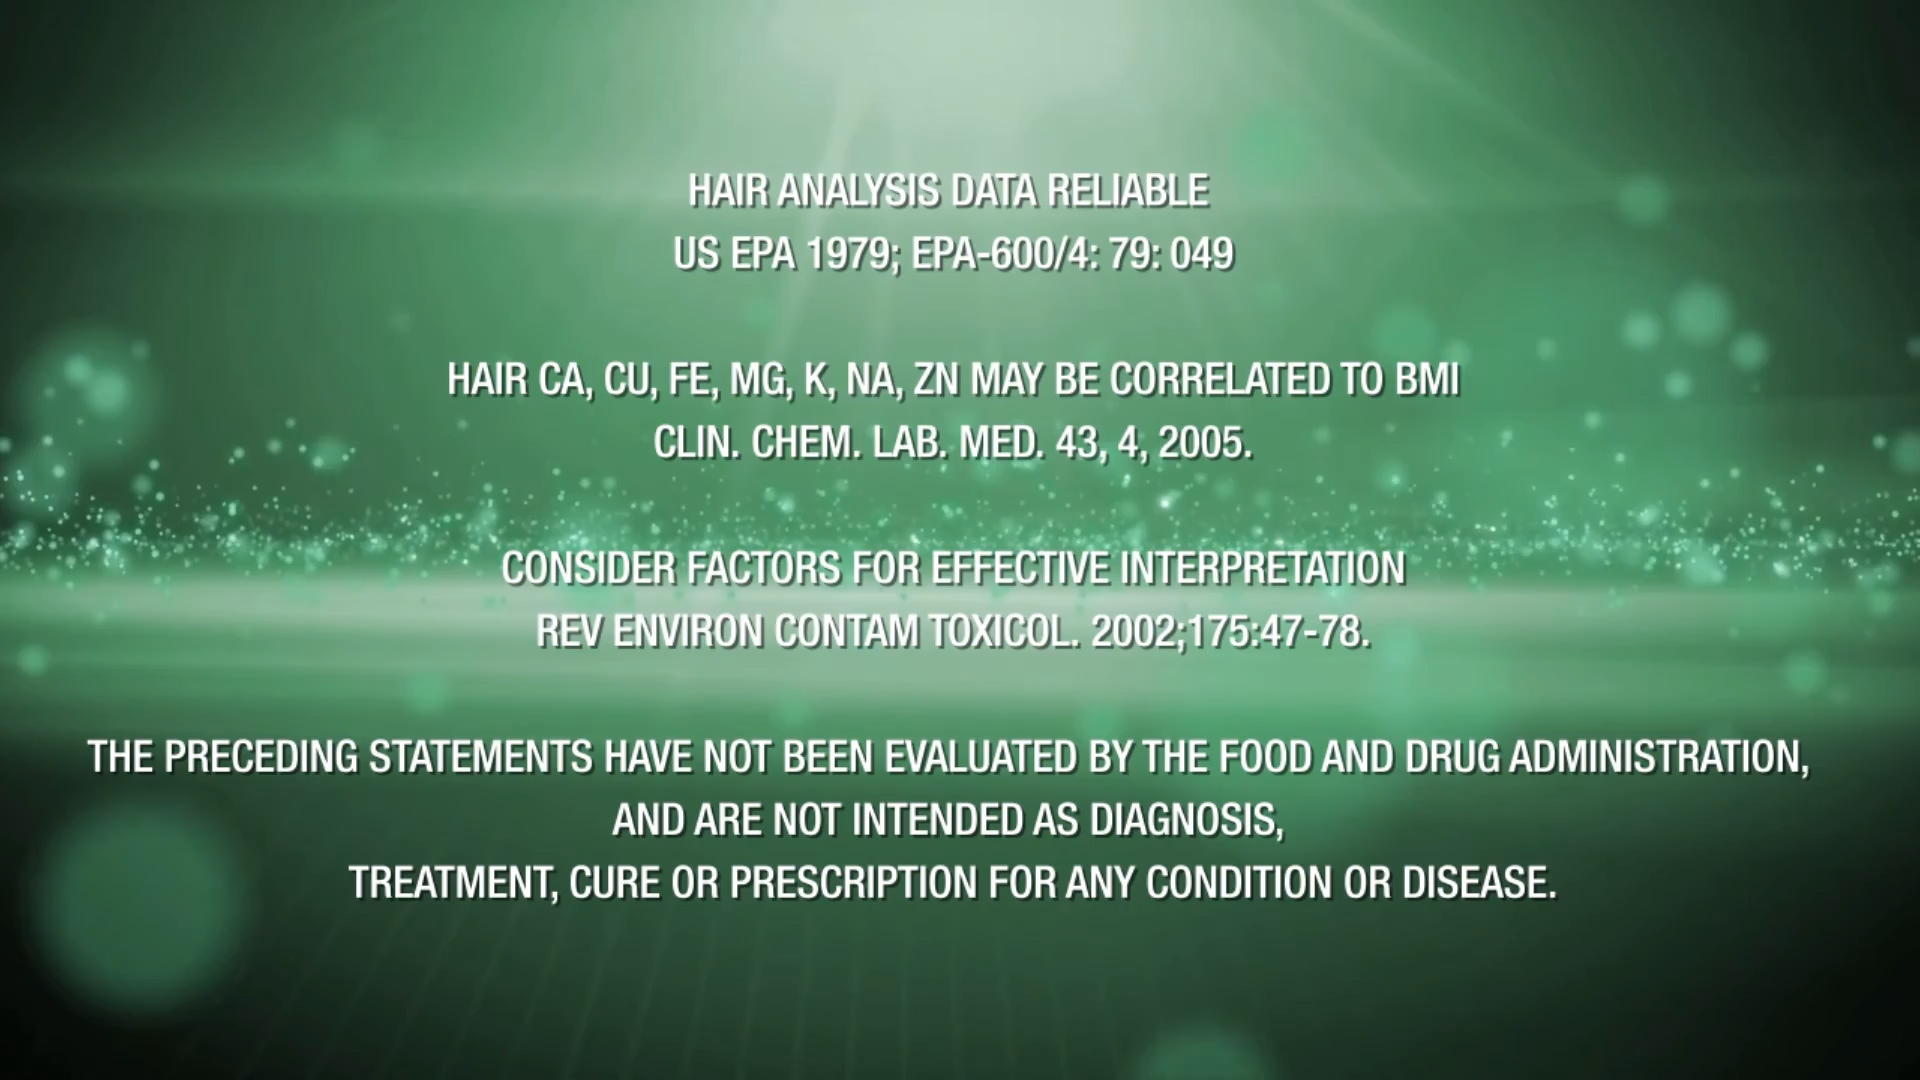 HAIR ANALYSIS DATA RELIABLE
US EPA 1979; EPA-600/4: 79: 049
HAIR CA, CU, FE, MG, K, NA, ZN MAY BE CORRELATED TO BMI
CLIN. CHEM. LAB. MED. 43, 4, 2005.
CONSIDER FACTORS FOR EFFECTIVE INTERPRETATION
REV ENVIRON CONTAM TOXICOL. 2002;175:47-78.
THE PRECEDING STATEMENTS HAVE NOT BEEN EVALUATED BY THE FOOD AND DRUG ADMINISTRATION,
AND ARE NOT INTENDED AS DIAGNOSIS,
TREATMENT, CURE OR PRESCRIPTION FOR ANY CONDITION OR DISEASE.